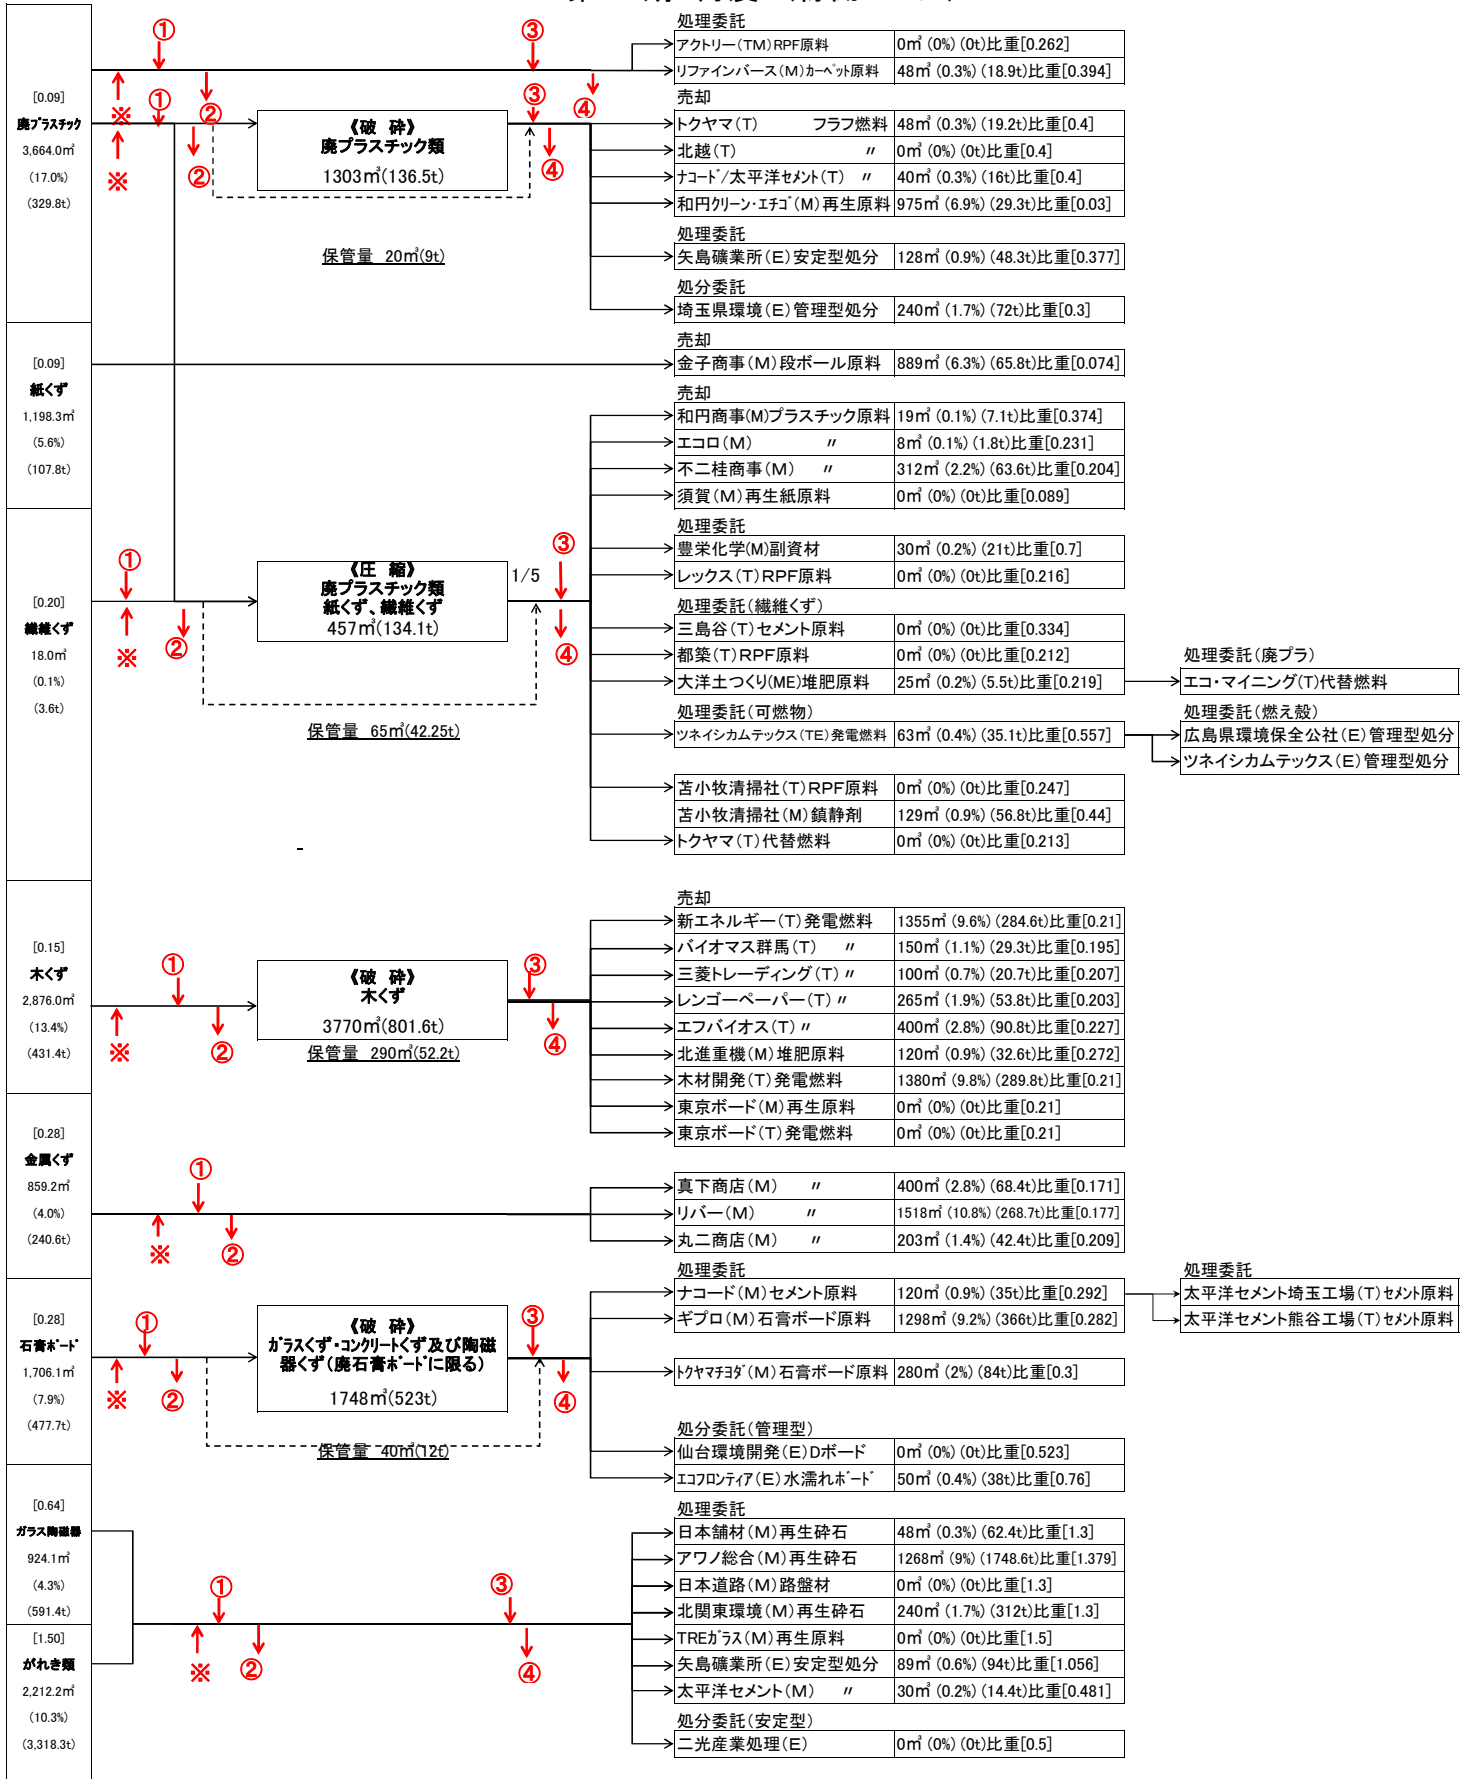 処理委託
アクトリー(TM)RPF原料 0㎥ (0%) (0t)比重[0.262]
リファインバース(M)カーペット原料 48㎥ (0.3%) (18.9t)比重[0.394]
売却
トクヤマ(T) フラフ燃料 48㎥ (0.3%) (19.2t)比重[0.4]
北越(T) 〃 0㎥ (0%) (0t)比重[0.4]
ナコード/太平洋セメント(T) 〃 40㎥ (0.3%) (16t)比重[0.4]
和円クリーン・エチゴ(M)再生原料 975㎥ (6.9%) (29.3t)比重[0.03]
処理委託
矢島礦業所(E)安定型処分 128㎥ (0.9%) (48.3t)比重[0.377]
処分委託
埼玉県環境(E)管理型処分 240㎥ (1.7%) (72t)比重[0.3]
[0.09]
廃プラスチック
3,664.0㎥
(17.0%)
(329.8t)
① ③
※ ② ④
① ③
※ ② ④
《破 砕》
廃プラスチック類
1303㎥(136.5t)
保管量 20㎥(9t)
[0.09]
紙くず
1,198.3㎥
(5.6%)
(107.8t)
売却
金子商事(M)段ボール原料 889㎥ (6.3%) (65.8t)比重[0.074]
売却
和円商事(M)プラスチック原料 19㎥ (0.1%) (7.1t)比重[0.374]
エコロ(M) 〃 8㎥ (0.1%) (1.8t)比重[0.231]
不二桂商事(M) 〃 312㎥ (2.2%) (63.6t)比重[0.204]
須賀(M)再生紙原料 0㎥ (0%) (0t)比重[0.089]
処理委託
豊栄化学(M)副資材 30㎥ (0.2%) (21t)比重[0.7]
レックス(T)RPF原料 0㎥ (0%) (0t)比重[0.216]
処理委託(繊維くず)
三島谷(T)セメント原料 0㎥ (0%) (0t)比重[0.334]
都築(T)RPF原料 0㎥ (0%) (0t)比重[0.212]
大洋土つくり(ME)堆肥原料 25㎥ (0.2%) (5.5t)比重[0.219]
処理委託(廃プラ)
エコ・マイニング(T)代替燃料
処理委託(可燃物)
ツネイシカムテックス(TE)発電燃料 63㎥ (0.4%) (35.1t)比重[0.557]
処理委託(燃え殻)
広島県環境保全公社(E)管理型処分
ツネイシカムテックス(E)管理型処分
苫小牧清掃社(T)RPF原料 0㎥ (0%) (0t)比重[0.247]
苫小牧清掃社(M)鎮静剤 129㎥ (0.9%) (56.8t)比重[0.44]
トクヤマ(T)代替燃料 0㎥ (0%) (0t)比重[0.213]
[0.20]
繊維くず
18.0㎥
(0.1%)
(3.6t)
① ③
※ ② ④
《圧 縮》
廃プラスチック類
紙くず、繊維くず
457㎥(134.1t)
1/5
保管量 65㎥(42.25t)
-
[0.15]
木くず
2,876.0㎥
(13.4%)
(431.4t)
① ③
※ ② ④
《破 砕》
木くず
3770㎥(801.6t)
保管量 290㎥(52.2t)
売却
新エネルギー(T)発電燃料 1355㎥ (9.6%) (284.6t)比重[0.21]
バイオマス群馬(T) 〃 150㎥ (1.1%) (29.3t)比重[0.195]
三菱トレーディング(T)〃 100㎥ (0.7%) (20.7t)比重[0.207]
レンゴーペーパー(T)〃 265㎥ (1.9%) (53.8t)比重[0.203]
エフバイオス(T)〃 400㎥ (2.8%) (90.8t)比重[0.227]
北進重機(M)堆肥原料 120㎥ (0.9%) (32.6t)比重[0.272]
木材開発(T)発電燃料 1380㎥ (9.8%) (289.8t)比重[0.21]
東京ボード(M)再生原料 0㎥ (0%) (0t)比重[0.21]
東京ボード(T)発電燃料 0㎥ (0%) (0t)比重[0.21]
[0.28]
金属くず
859.2㎥
(4.0%)
(240.6t)
①
※ ②
真下商店(M) 〃 400㎥ (2.8%) (68.4t)比重[0.171]
リバー(M) 〃 1518㎥ (10.8%) (268.7t)比重[0.177]
丸二商店(M) 〃 203㎥ (1.4%) (42.4t)比重[0.209]
[0.28]
石膏ボード
1,706.1㎥
(7.9%)
(477.7t)
① ③
※ ② ④
《破 砕》
ガラスくず・コンクリートくず及び陶磁
器くず(廃石膏ボードに限る)
1748㎥(523t)
保管量 40㎥(12t)
処理委託
ナコード(M)セメント原料 120㎥ (0.9%) (35t)比重[0.292]
ギプロ(M)石膏ボード原料 1298㎥ (9.2%) (366t)比重[0.282]
処理委託
太平洋セメント埼玉工場(T)セメント原料
太平洋セメント熊谷工場(T)セメント原料
トクヤマチヨダ(M)石膏ボード原料 280㎥ (2%) (84t)比重[0.3]
処分委託(管理型)
仙台環境開発(E)Dボード 0㎥ (0%) (0t)比重[0.523]
エコフロンティア(E)水濡れボード 50㎥ (0.4%) (38t)比重[0.76]
[0.64]
ガラス陶磁器
924.1㎥
(4.3%)
(591.4t)
[1.50]
がれき類
2,212.2㎥
(10.3%)
(3,318.3t)
① ③
※ ② ④
処理委託
日本舗材(M)再生砕石 48㎥ (0.3%) (62.4t)比重[1.3]
アワノ総合(M)再生砕石 1268㎥ (9%) (1748.6t)比重[1.379]
日本道路(M)路盤材 0㎥ (0%) (0t)比重[1.3]
北関東環境(M)再生砕石 240㎥ (1.7%) (312t)比重[1.3]
TREガラス(M)再生原料 0㎥ (0%) (0t)比重[1.5]
矢島礦業所(E)安定型処分 89㎥ (0.6%) (94t)比重[1.056]
太平洋セメント(M) 〃 30㎥ (0.2%) (14.4t)比重[0.481]
処分委託(安定型)
二光産業処理(E) 0㎥ (0%) (0t)比重[0.5]